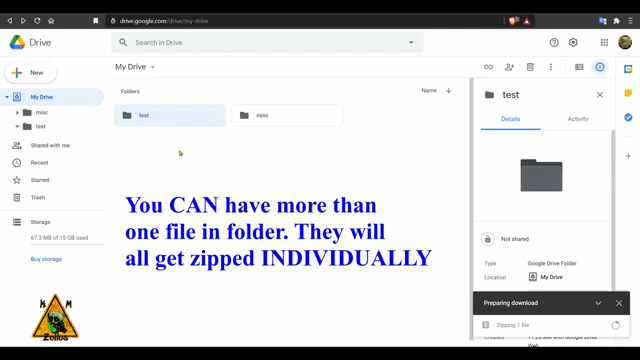 drive.google.com/drive/my-drive
Drive
Search in Drive
New
My Drive
misc
test
Shared with me
Recent
Starred
Trash
Storage
67.3 MB of 15 GB used
Buy storage
My Drive
Folders
Name
test
misc
You CAN have more than
one file in folder. They will
all get zipped INDIVIDUALLY
test
Details
Activity
Not shared
Type
Google Drive Folder
Location
My Drive
Preparing download
Zipping 1 file
K M
Zolios